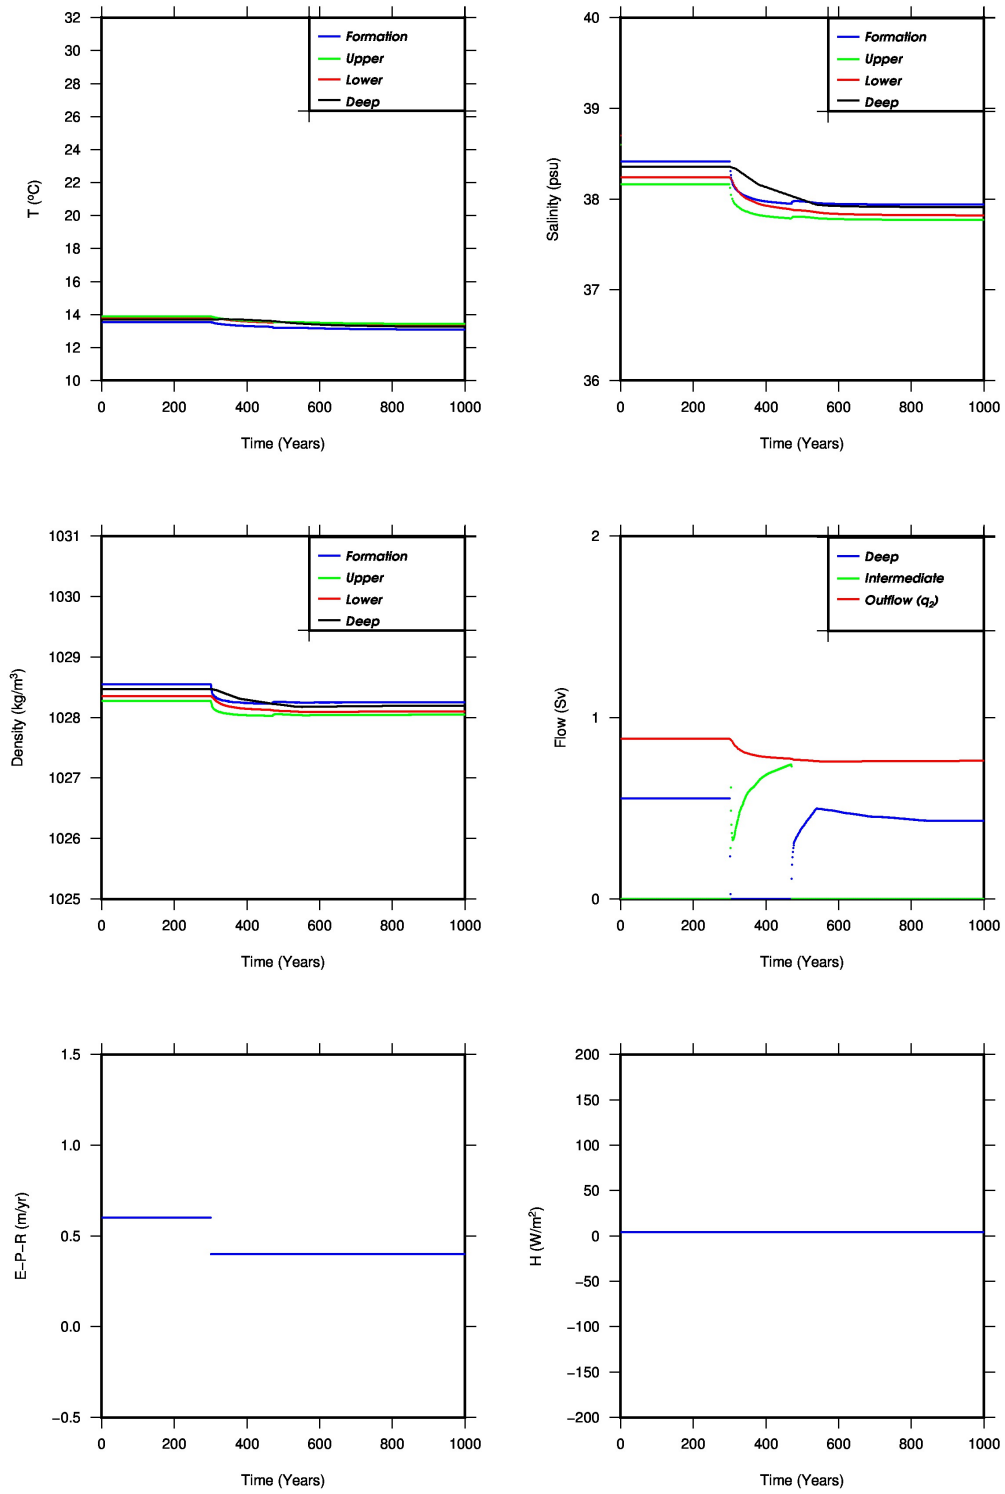 32
30
28
26
24
22
20
18
16
14
12
10
T (ºC)
Formation
Upper
Lower
Deep
0 200 400 600 800 1000
Time (Years)
40
39
38
37
36
Salinity (psu)
Formation
Upper
Lower
Deep
0 200 400 600 800 1000
Time (Years)
1031
1030
1029
1028
1027
1026
1025
Density (kg/m³)
Formation
Upper
Lower
Deep
0 200 400 600 800 1000
Time (Years)
2
1
0
Flow (Sv)
Deep
Intermediate
Outflow (q₂)
0 200 400 600 800 1000
Time (Years)
1.5
1.0
0.5
0.0
−0.5
E−P−R (m/yr)
0 200 400 600 800 1000
Time (Years)
200
150
100
50
0
−50
−100
−150
−200
H (W/m²)
0 200 400 600 800 1000
Time (Years)